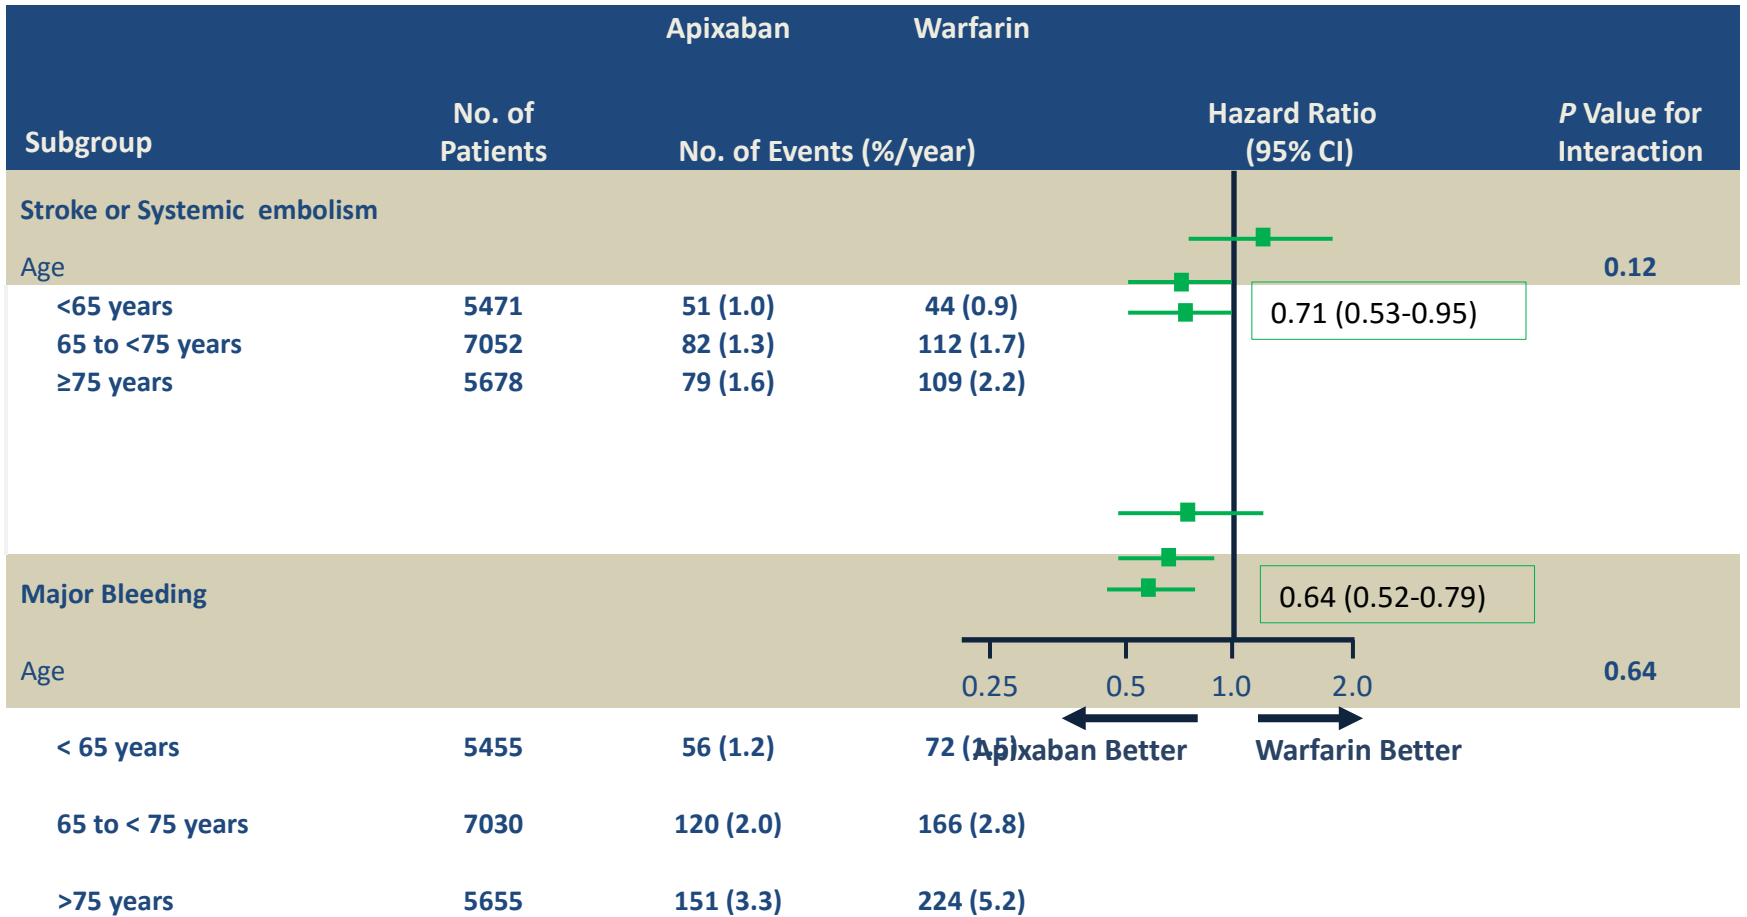 Apixaban Warfarin
Subgroup No. of Patients No. of Events (%/year) Hazard Ratio (95% CI) P Value for Interaction
Stroke or Systemic embolism
Age 0.12
<65 years 5471 51 (1.0) 44 (0.9)
0.71 (0.53-0.95)
65 to <75 years 7052 82 (1.3) 112 (1.7)
≥75 years 5678 79 (1.6) 109 (2.2)
Major Bleeding
0.64 (0.52-0.79)
Age 0.64
0.25 0.5 1.0 2.0
< 65 years 5455 56 (1.2) 72 (1.5)
Apixaban Better Warfarin Better
65 to < 75 years 7030 120 (2.0) 166 (2.8)
>75 years 5655 151 (3.3) 224 (5.2)